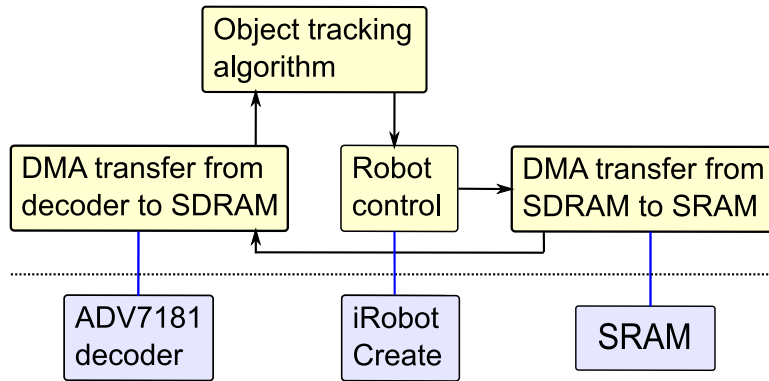 Object tracking
algorithm
DMA transfer from
decoder to SDRAM
Robot
control
DMA transfer from
SDRAM to SRAM
ADV7181
decoder
iRobot
Create
SRAM